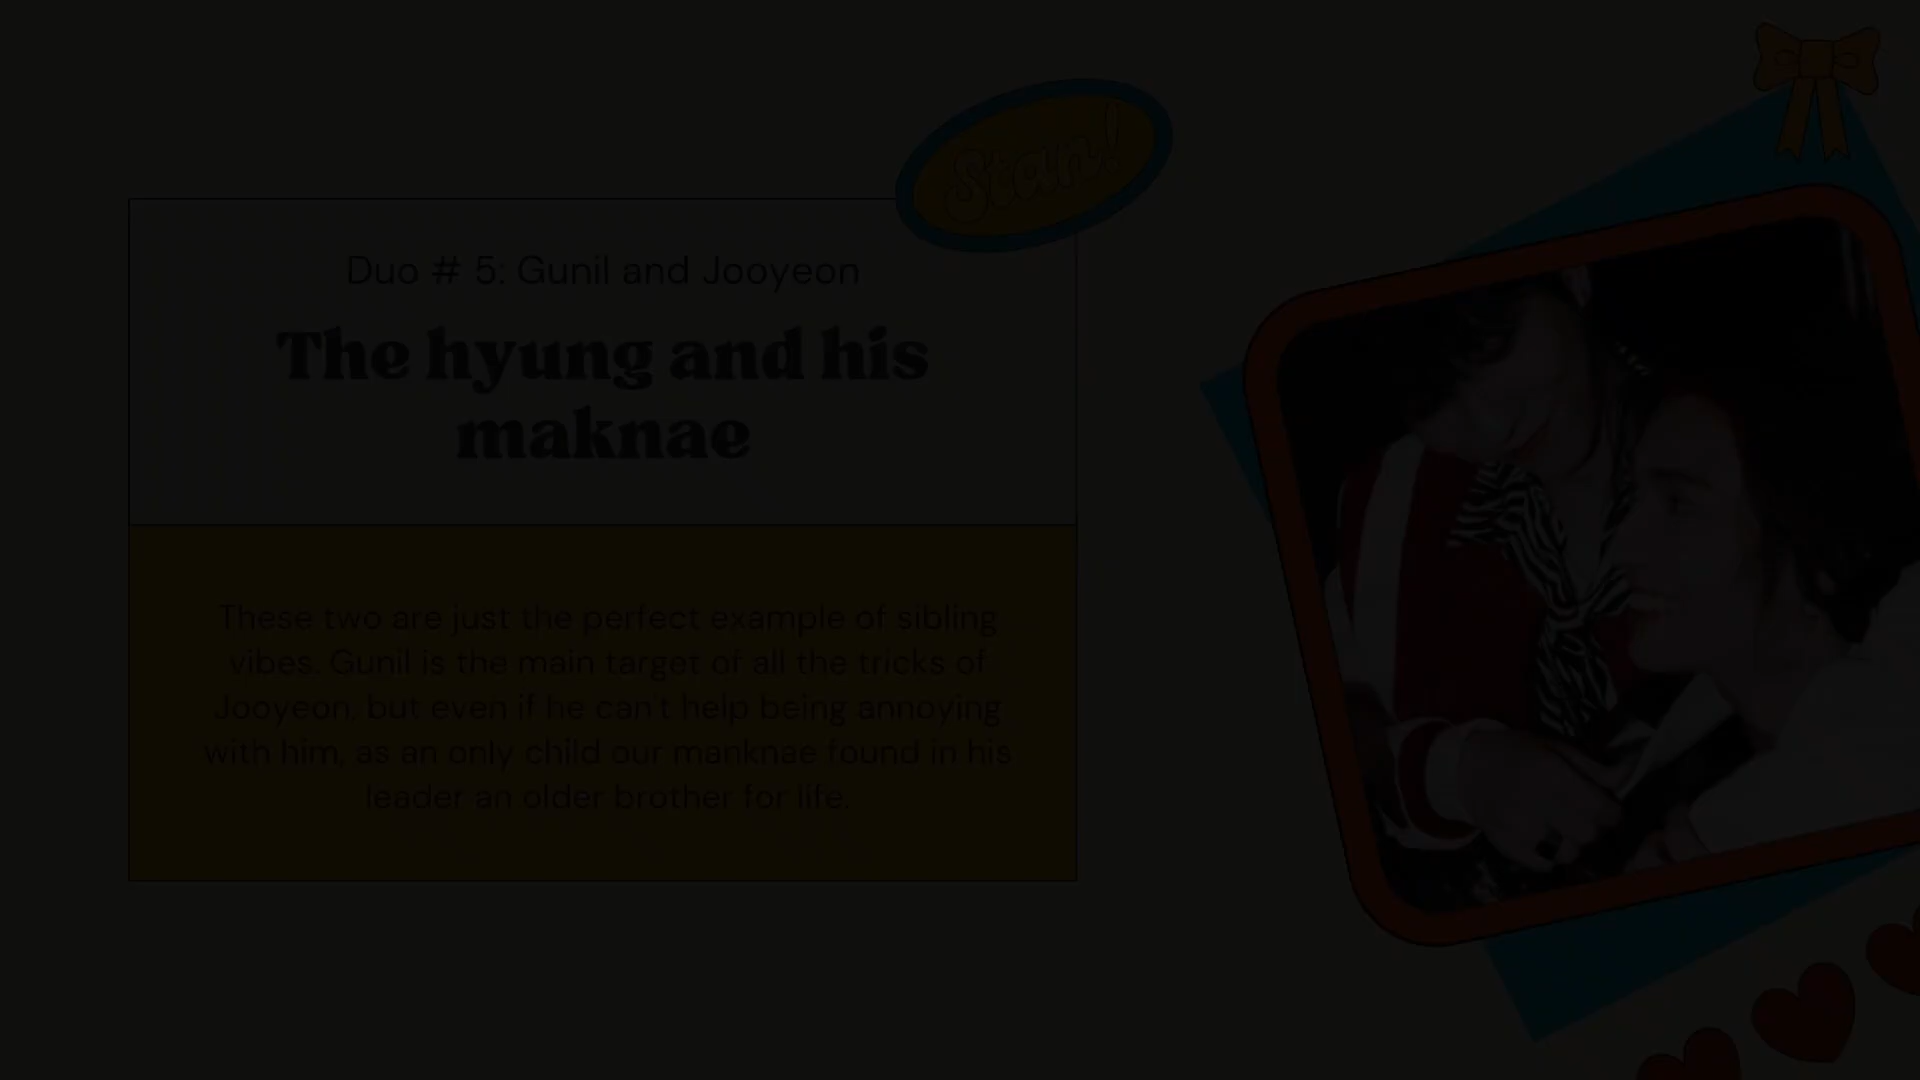 Stan!
Duo # 5: Gunil and Jooyeon
The hyung and his
maknae
These two are just the perfect example of sibling
vibes. Gunil is the main target of all the tricks of
Jooyeon, but even if he can't help being annoying
with him, as an only child our manknae found in his
leader an older brother for life.